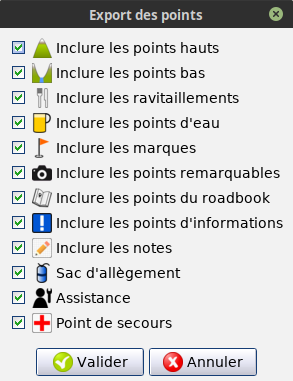 Export des points
Inclure les points hauts
Inclure les points bas
Inclure les ravitaillements
Inclure les points d'eau
Inclure les marques
Inclure les points remarquables
Inclure les points du roadbook
Inclure les points d'informations
Inclure les notes
Sac d'allègement
Assistance
Point de secours
Valider
Annuler